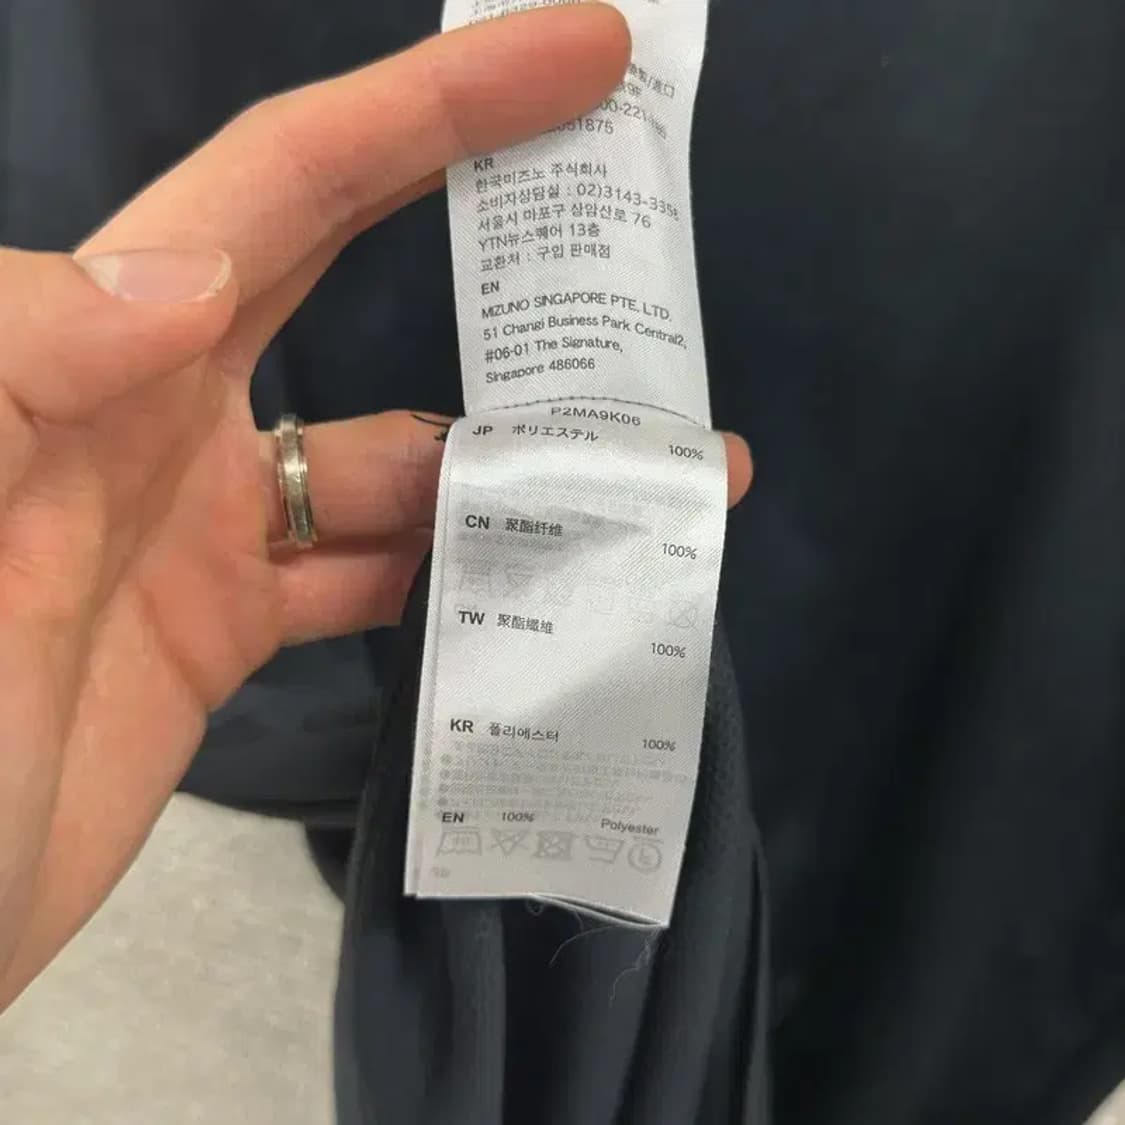 51875
KR
한국미즈노 주식회사
소비자상담실 : 02)3143-3358
서울시 마포구 상암산로 76
YTN뉴스퀘어 13층
교환처 : 구입 판매점
EN
MIZUNO SINGAPORE PTE. LTD.
51 Changi Business Park Central2,
#06-01 The Signature,
Singapore 486066
P2MA9K06
JP ポリエステル 100%
CN 聚酯纤维 100%
TW 聚酯纖維 100%
KR 폴리에스터 100%
EN 100% Polyester